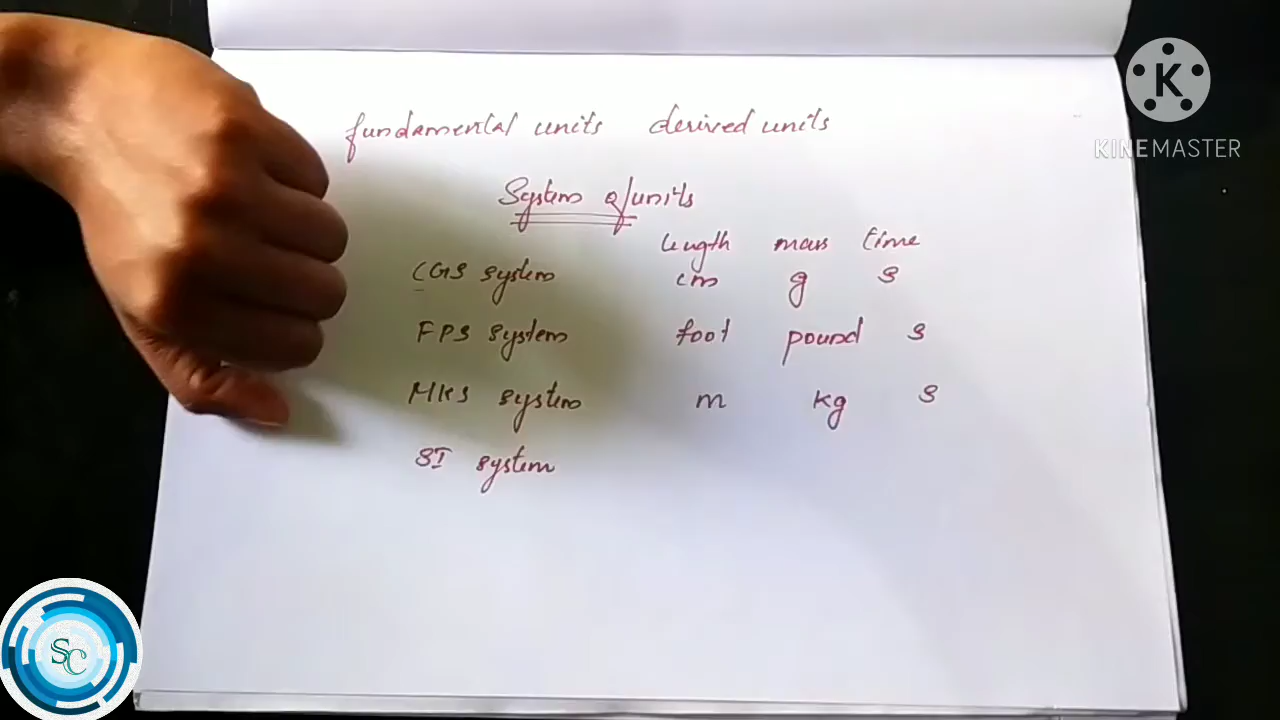 fundamental units derived units
System of units
length mass time
CGS system cm g s
FPS system foot pound s
MKS system m kg s
SI system
K
KINEMASTER
SC